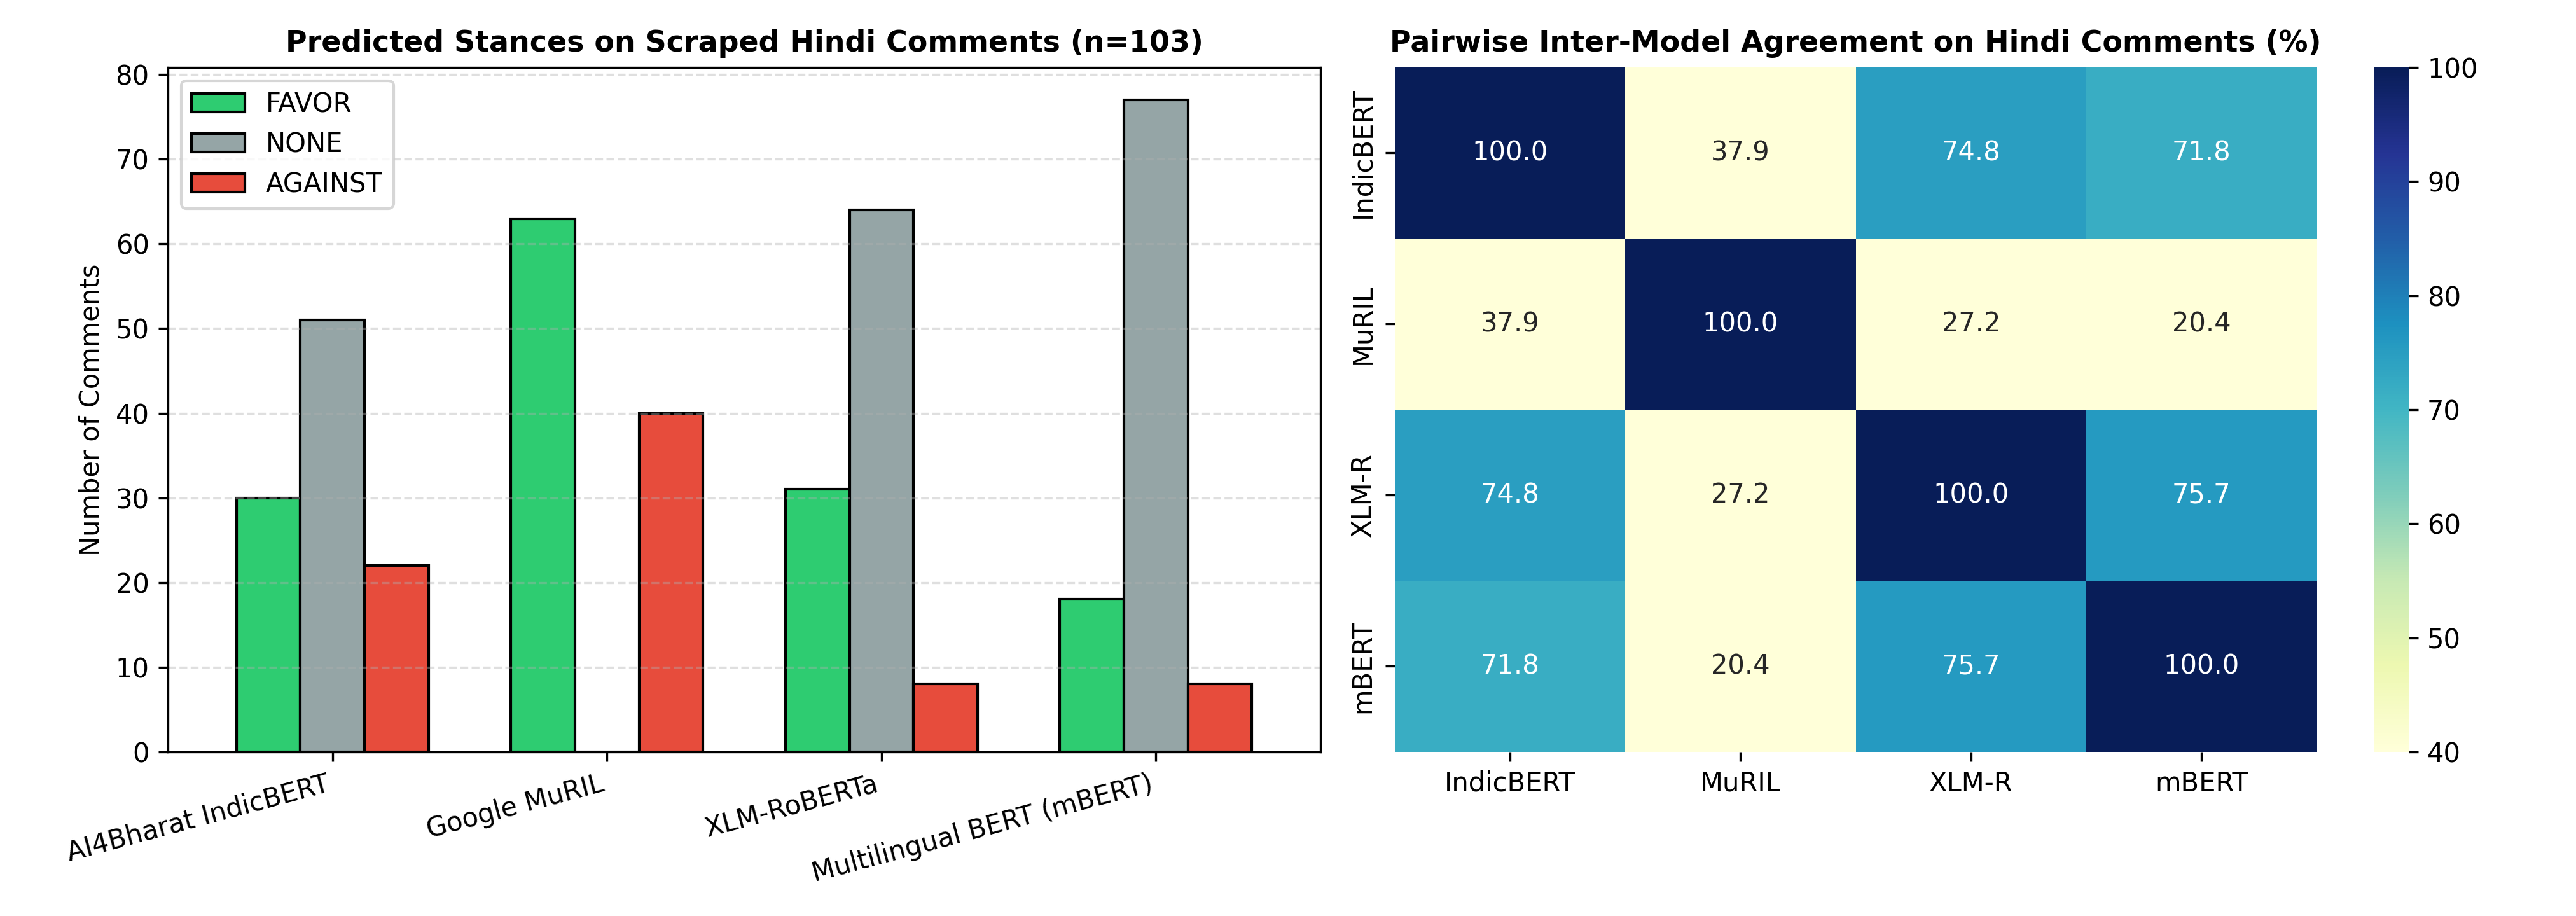 Predicted Stances on Scraped Hindi Comments (n=103)
80
70
60
50
40
30
20
10
0
Number of Comments
FAVOR
NONE
AGAINST
AI4Bharat IndicBERT
Google MuRIL
XLM-RoBERTa
Multilingual BERT (mBERT)
Pairwise Inter-Model Agreement on Hindi Comments (%)
IndicBERT
100.0 37.9 74.8 71.8
MuRIL
37.9 100.0 27.2 20.4
XLM-R
74.8 27.2 100.0 75.7
mBERT
71.8 20.4 75.7 100.0
IndicBERT MuRIL XLM-R mBERT
100
90
80
70
60
50
40